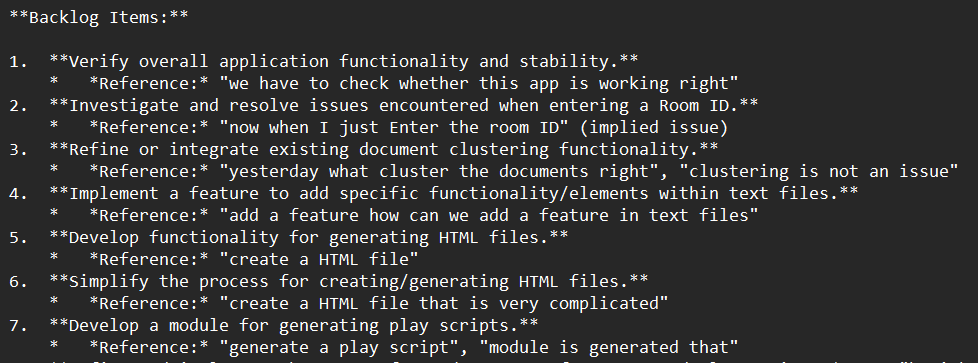 **Backlog Items:**
1. **Verify overall application functionality and stability.**
* *Reference:* "we have to check whether this app is working right"
2. **Investigate and resolve issues encountered when entering a Room ID.**
* *Reference:* "now when I just Enter the room ID" (implied issue)
3. **Refine or integrate existing document clustering functionality.**
* *Reference:* "yesterday what cluster the documents right", "clustering is not an issue"
4. **Implement a feature to add specific functionality/elements within text files.**
* *Reference:* "add a feature how can we add a feature in text files"
5. **Develop functionality for generating HTML files.**
* *Reference:* "create a HTML file"
6. **Simplify the process for creating/generating HTML files.**
* *Reference:* "create a HTML file that is very complicated"
7. **Develop a module for generating play scripts.**
* *Reference:* "generate a play script", "module is generated that"